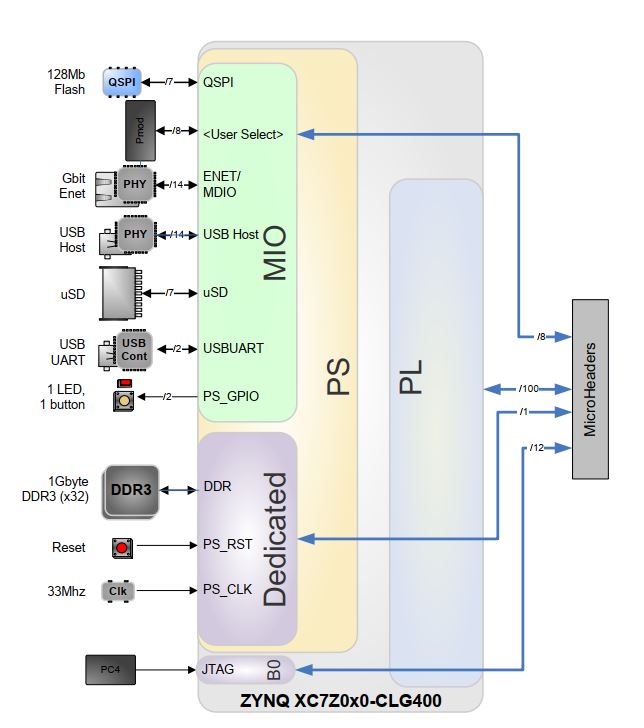 128Mb
Flash
QSPI
/7
QSPI
Pmod
/8
<User Select>
Gbit
Enet
PHY
/14
ENET/
MDIO
USB
Host
PHY
/14
USB Host
uSD
/7
uSD
USB
UART
USB
Cont
/2
USBUART
1 LED,
1 button
/2
PS_GPIO
MIO
PS
PL
1Gbyte
DDR3 (x32)
DDR3
DDR
Reset
PS_RST
33Mhz
Clk
PS_CLK
Dedicated
PC4
JTAG
B0
/8
/100
/1
/12
MicroHeaders
ZYNQ XC7Z0x0-CLG400